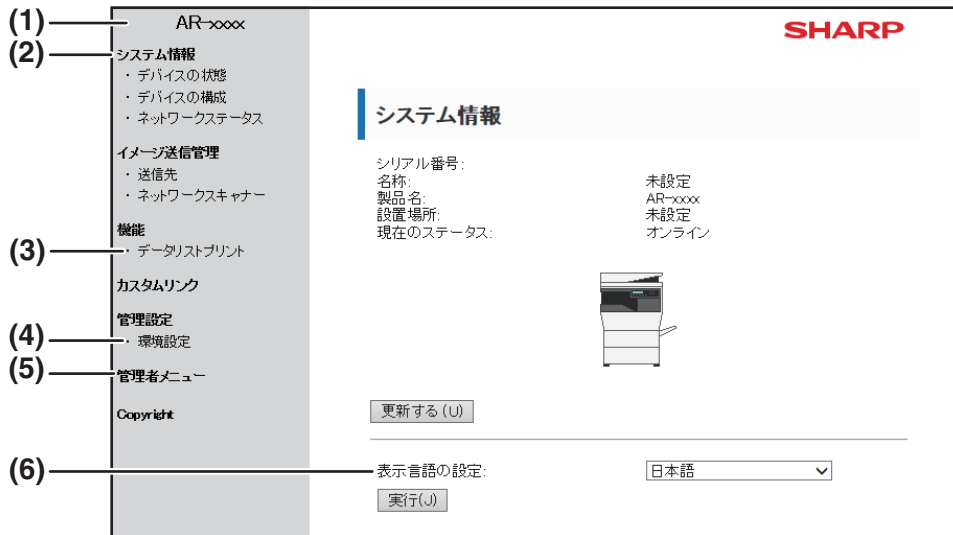 (1) AR-xxxx
(2) システム情報
・ デバイスの状態
・ デバイスの構成
・ ネットワークステータス
イメージ送信管理
・ 送信先
・ ネットワークスキャナー
機能
(3) ・ データリストプリント
カスタムリンク
管理設定
(4) ・ 環境設定
(5) 管理者メニュー
Copyright
SHARP
システム情報
シリアル番号:
名称: 未設定
製品名: AR-xxxx
設置場所: 未設定
現在のステータス: オンライン
更新する(U)
(6) 表示言語の設定: 日本語
実行(J)